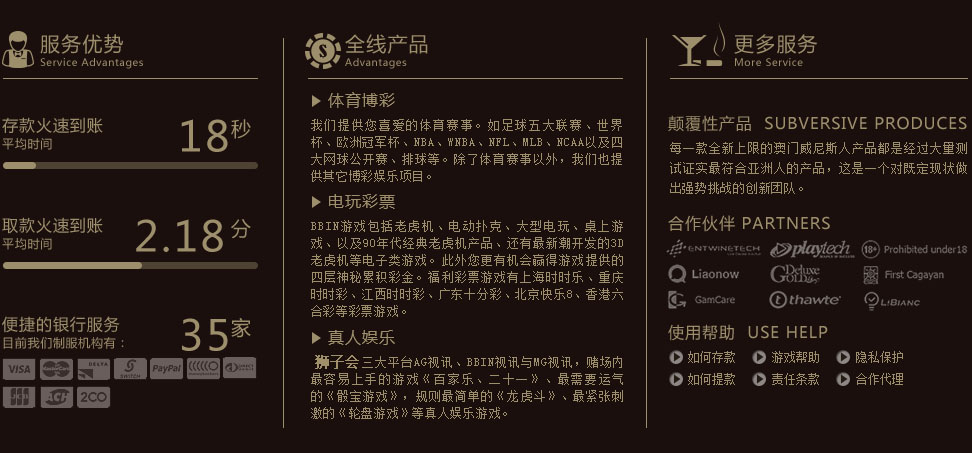 服务优势
Service Advantages
存款火速到账
平均时间
18秒
取款火速到账
平均时间
2.18分
便捷的银行服务
目前我们制服机构有：
35家
VISA
DELTA
SWITCH
PayPal
全线产品
Advantages
体育博彩
我们提供您喜爱的体育赛事。如足球五大联赛、世界
杯、欧洲冠军杯、NBA、WNBA、NFL、MLB、NCAA以及四
大网球公开赛、排球等。除了体育赛事以外，我们也提
供其它博彩娱乐项目。
电玩彩票
BBIN游戏包括老虎机、电动扑克、大型电玩、桌上游
戏、以及90年代经典老虎机产品、还有最新潮开发的3D
老虎机等电子类游戏。此外您更有机会赢得游戏提供的
四层神秘累积彩金。福利彩票游戏有上海时时乐、重庆
时时彩、江西时时彩、广东十分彩、北京快乐8、香港六
合彩等彩票游戏。
真人娱乐
狮子会三大平台AG视讯、BBIN视讯与MG视讯，赌场内
最容易上手的游戏《百家乐、二十一》、最需要运气
的《骰宝游戏》，规则最简单的《龙虎斗》、最紧张刺
激的《轮盘游戏》等真人娱乐游戏。
更多服务
More Service
颠覆性产品 SUBVERSIVE PRODUCES
每一款全新上限的澳门威尼斯人产品都是经过大量测
试证实最符合亚洲人的产品，这是一个对既定现状做
出强势挑战的创新团队。
合作伙伴 PARTNERS
ENTWINETECH playtech 18+ Prohibited under18
Liaonow GDeluxe Gold First Cagayan
GamCare thawte LiBiANC
使用帮助 USE HELP
如何存款 游戏帮助 隐私保护
如何提款 责任条款 合作代理